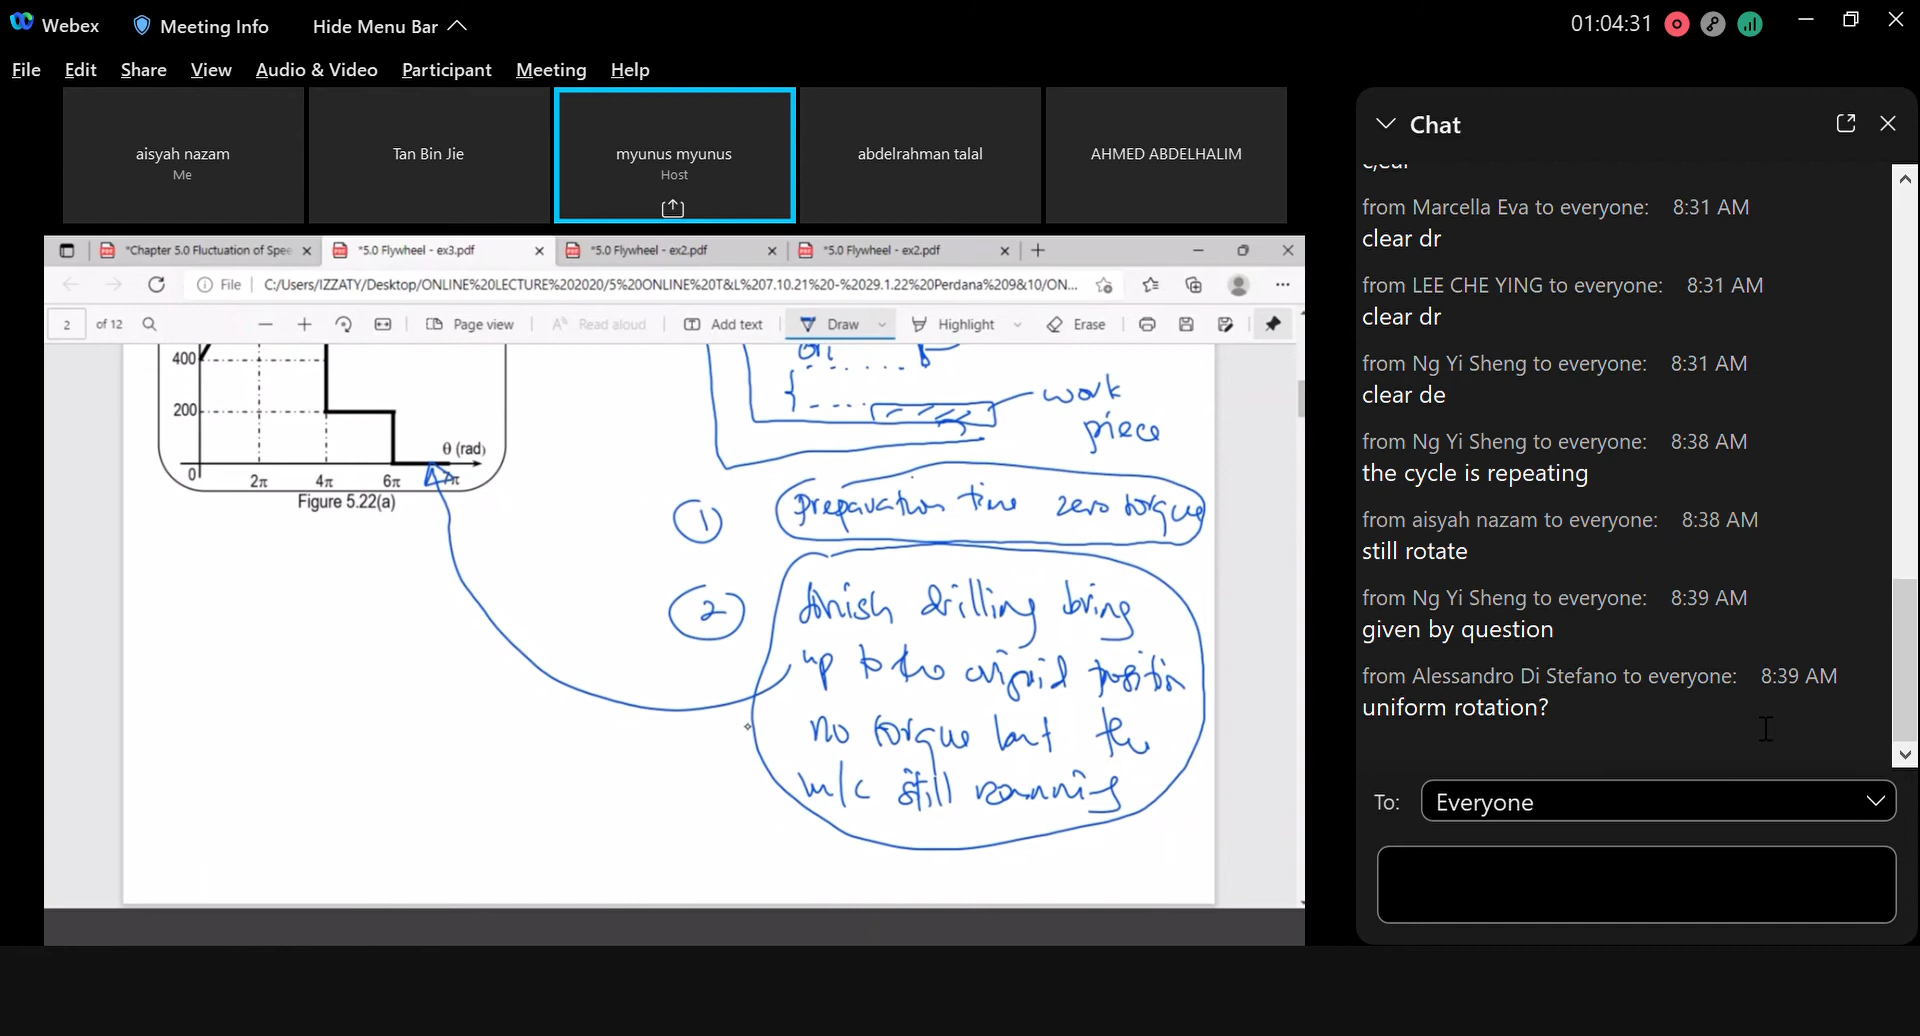 Webex
Meeting Info
Hide Menu Bar
01:04:31
File Edit Share View Audio & Video Participant Meeting Help
aisyah nazam
Me
Tan Bin Jie
myunus myunus
Host
abdelrahman talal
AHMED ABDELHALIM
*Chapter 5.0 Fluctuation of Spee
*5.0 Flywheel - ex3.pdf
*5.0 Flywheel - ex2.pdf
*5.0 Flywheel - ex2.pdf
File
C:/Users/IZZATY/Desktop/ONLINE%20LECTURE%202020/5%20ONLINE%20T&L%207.10.21%20-%2029.1.22%20Perdana%209&10/ON...
2 of 12
Page view
Read aloud
Add text
Draw
Highlight
Erase
400
200
θ (rad)
0 2π 4π 6π
Figure 5.22(a)
work
piece
1 preparation time zero torque
2 finish drilling bring
up to the position
no torque but the
m/c still running
Chat
from Marcella Eva to everyone: 8:31 AM
clear dr
from LEE CHE YING to everyone: 8:31 AM
clear dr
from Ng Yi Sheng to everyone: 8:31 AM
clear de
from Ng Yi Sheng to everyone: 8:38 AM
the cycle is repeating
from aisyah nazam to everyone: 8:38 AM
still rotate
from Ng Yi Sheng to everyone: 8:39 AM
given by question
from Alessandro Di Stefano to everyone: 8:39 AM
uniform rotation?
To: Everyone